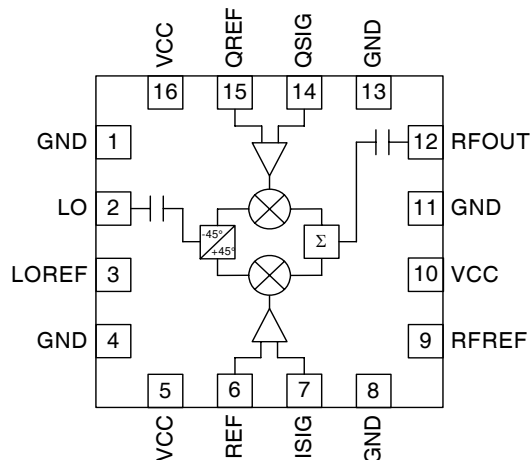 VCC QREF QSIG GND
16 15 14 13
GND 1
12 RFOUT
LO 2
11 GND
-45°
+45°
Σ
LOREF 3
10 VCC
GND 4
9 RFREF
5 6 7 8
VCC REF ISIG GND